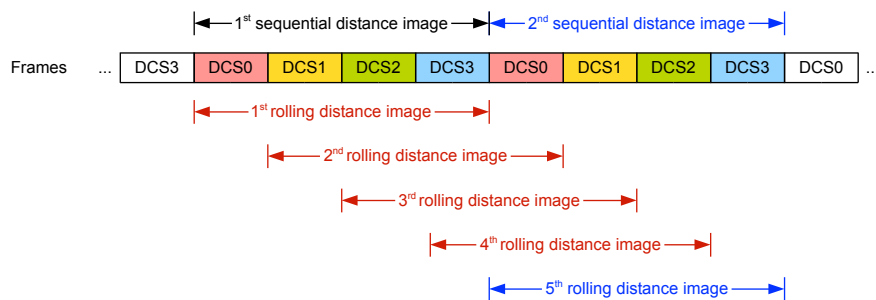 1st sequential distance image 2nd sequential distance image
Frames ... DCS3 DCS0 DCS1 DCS2 DCS3 DCS0 DCS1 DCS2 DCS3 DCS0 ..
1st rolling distance image
2nd rolling distance image
3rd rolling distance image
4th rolling distance image
5th rolling distance image